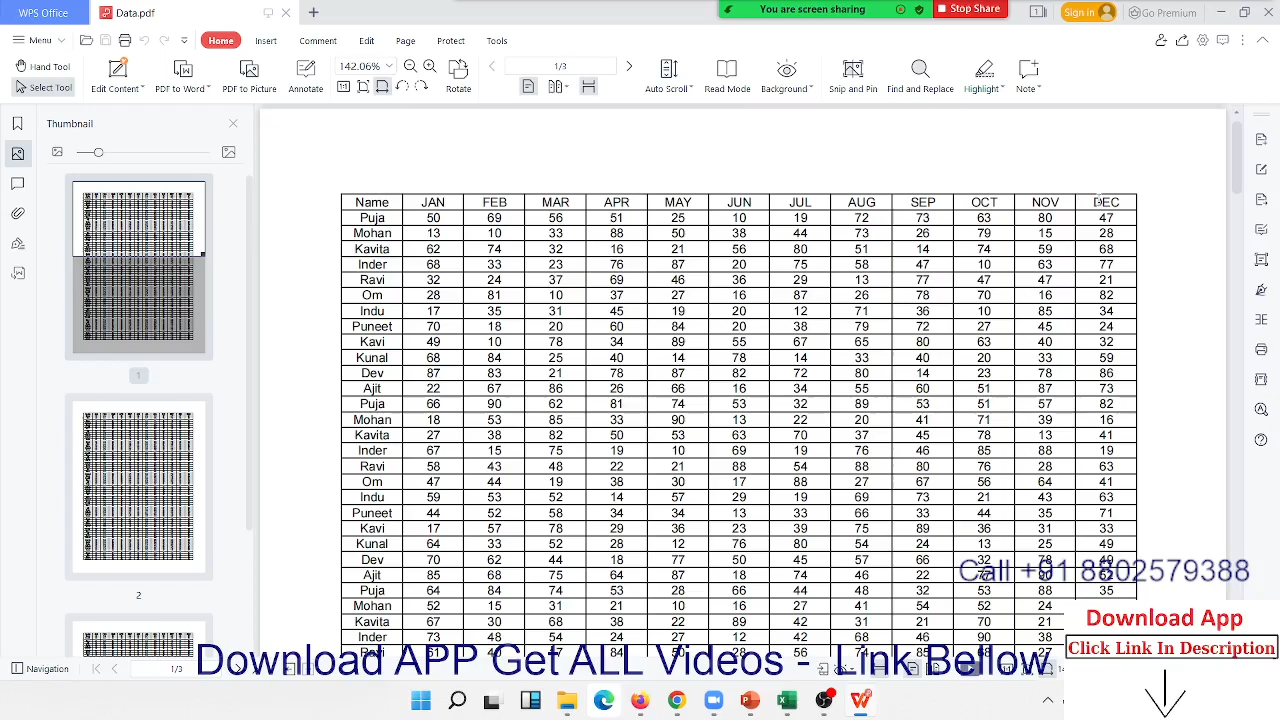 WPS Office Data.pdf You are screen sharing Stop Share Sign in Go Premium
Menu Home Insert Comment Edit Page Protect Tools
Hand Tool 142.06% 1/3
Select Tool Edit Content PDF to Word PDF to Picture Annotate Rotate Auto Scroll Read Mode Background Snip and Pin Find and Replace Highlight Note
Thumbnail
Name JAN FEB MAR APR MAY JUN JUL AUG SEP OCT NOV DEC
Puja 50 69 56 51 25 10 19 72 73 63 80 47
Mohan 13 10 33 88 50 38 44 73 26 79 15 28
Kavita 62 74 32 16 21 56 80 51 14 74 59 68
Inder 68 33 23 76 87 20 75 58 47 10 63 77
Ravi 32 24 37 69 46 36 29 13 77 47 47 21
Om 28 81 10 37 27 16 87 26 78 70 16 82
Indu 17 35 31 45 19 20 12 71 36 10 85 34
Puneet 70 18 20 60 84 20 38 79 72 27 45 24
Kavi 49 10 78 34 89 55 67 65 80 63 40 32
Kunal 68 84 25 40 14 78 14 33 40 20 33 59
Dev 87 83 21 78 87 82 72 80 14 23 78 86
Ajit 22 67 86 26 66 16 34 55 60 51 87 73
Puja 66 90 62 81 74 53 32 89 53 51 57 82
Mohan 18 53 85 33 90 13 22 20 41 71 39 16
Kavita 27 38 82 50 53 63 70 37 45 78 13 41
Inder 67 15 75 19 10 69 19 76 46 85 88 19
Ravi 58 43 48 22 21 88 54 88 80 76 28 63
Om 47 44 19 38 30 17 88 27 67 56 64 41
Indu 59 53 52 14 57 29 19 69 73 21 43 63
Puneet 44 52 58 34 34 13 33 66 33 44 35 71
Kavi 17 57 78 29 36 23 39 75 89 36 31 33
Kunal 64 33 52 28 12 76 80 54 24 13 25 49
Dev 70 62 44 18 77 50 45 57 66 32
Ajit 85 68 75 64 87 18 74 46 22
Call +91 8802579388
Puja 64 84 74 53 28 66 44 48 32 53 88 35
Mohan 52 15 31 21 10 16 27 41 54 52 24
Kavita 67 30 68 38 22 89 42 31 21 70 21
Inder 73 48 54 24 27 12 42 68 46 90 38
1
2
Download App
Click Link In Description
Navigation 1/3
Download APP Get ALL Videos - Link Bellow